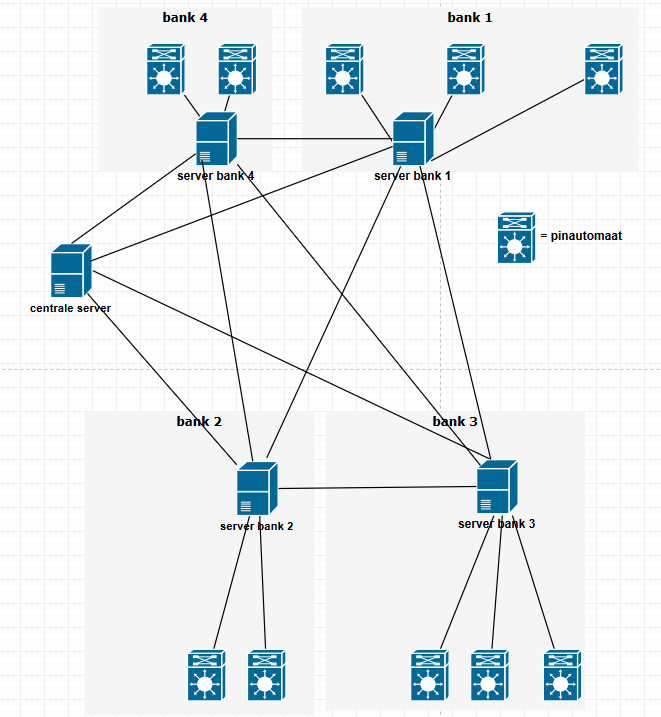 bank 4
bank 1
server bank 4
server bank 1
= pinautomaat
centrale server
bank 2
bank 3
server bank 2
server bank 3